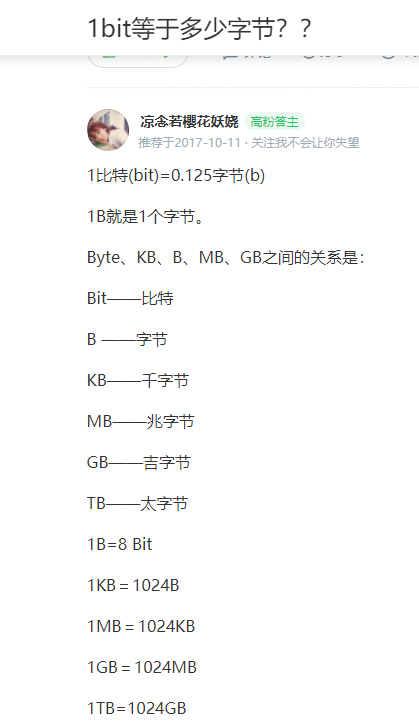 1bit等于多少字节？？
凉念若樱花妖娆 高粉答主
推荐于2017-10-11 · 关注我不会让你失望
1比特(bit)=0.125字节(b)
1B就是1个字节。
Byte、KB、B、MB、GB之间的关系是：
Bit——比特
B ——字节
KB——千字节
MB——兆字节
GB——吉字节
TB——太字节
1B=8 Bit
1KB＝1024B
1MB＝1024KB
1GB＝1024MB
1TB=1024GB